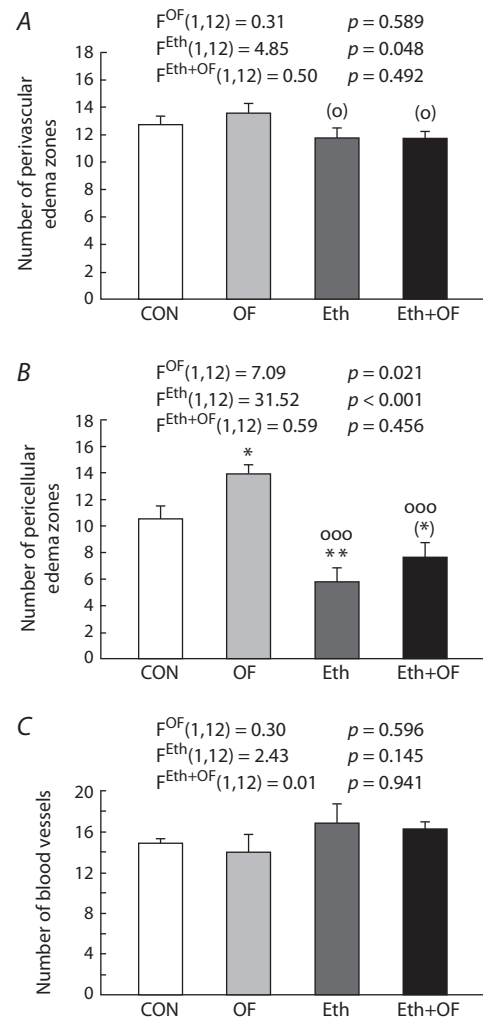 A
F^OF(1,12) = 0.31 p = 0.589
F^Eth(1,12) = 4.85 p = 0.048
F^Eth+OF(1,12) = 0.50 p = 0.492
Number of perivascular
edema zones
18
16
14
12
10
8
6
4
2
0
(o) (o)
CON OF Eth Eth+OF
B
F^OF(1,12) = 7.09 p = 0.021
F^Eth(1,12) = 31.52 p < 0.001
F^Eth+OF(1,12) = 0.59 p = 0.456
Number of pericellular
edema zones
18
16
14
12
10
8
6
4
2
0
*
ooo ooo
** (*)
CON OF Eth Eth+OF
C
F^OF(1,12) = 0.30 p = 0.596
F^Eth(1,12) = 2.43 p = 0.145
F^Eth+OF(1,12) = 0.01 p = 0.941
Number of blood vessels
20
16
12
8
4
0
CON OF Eth Eth+OF